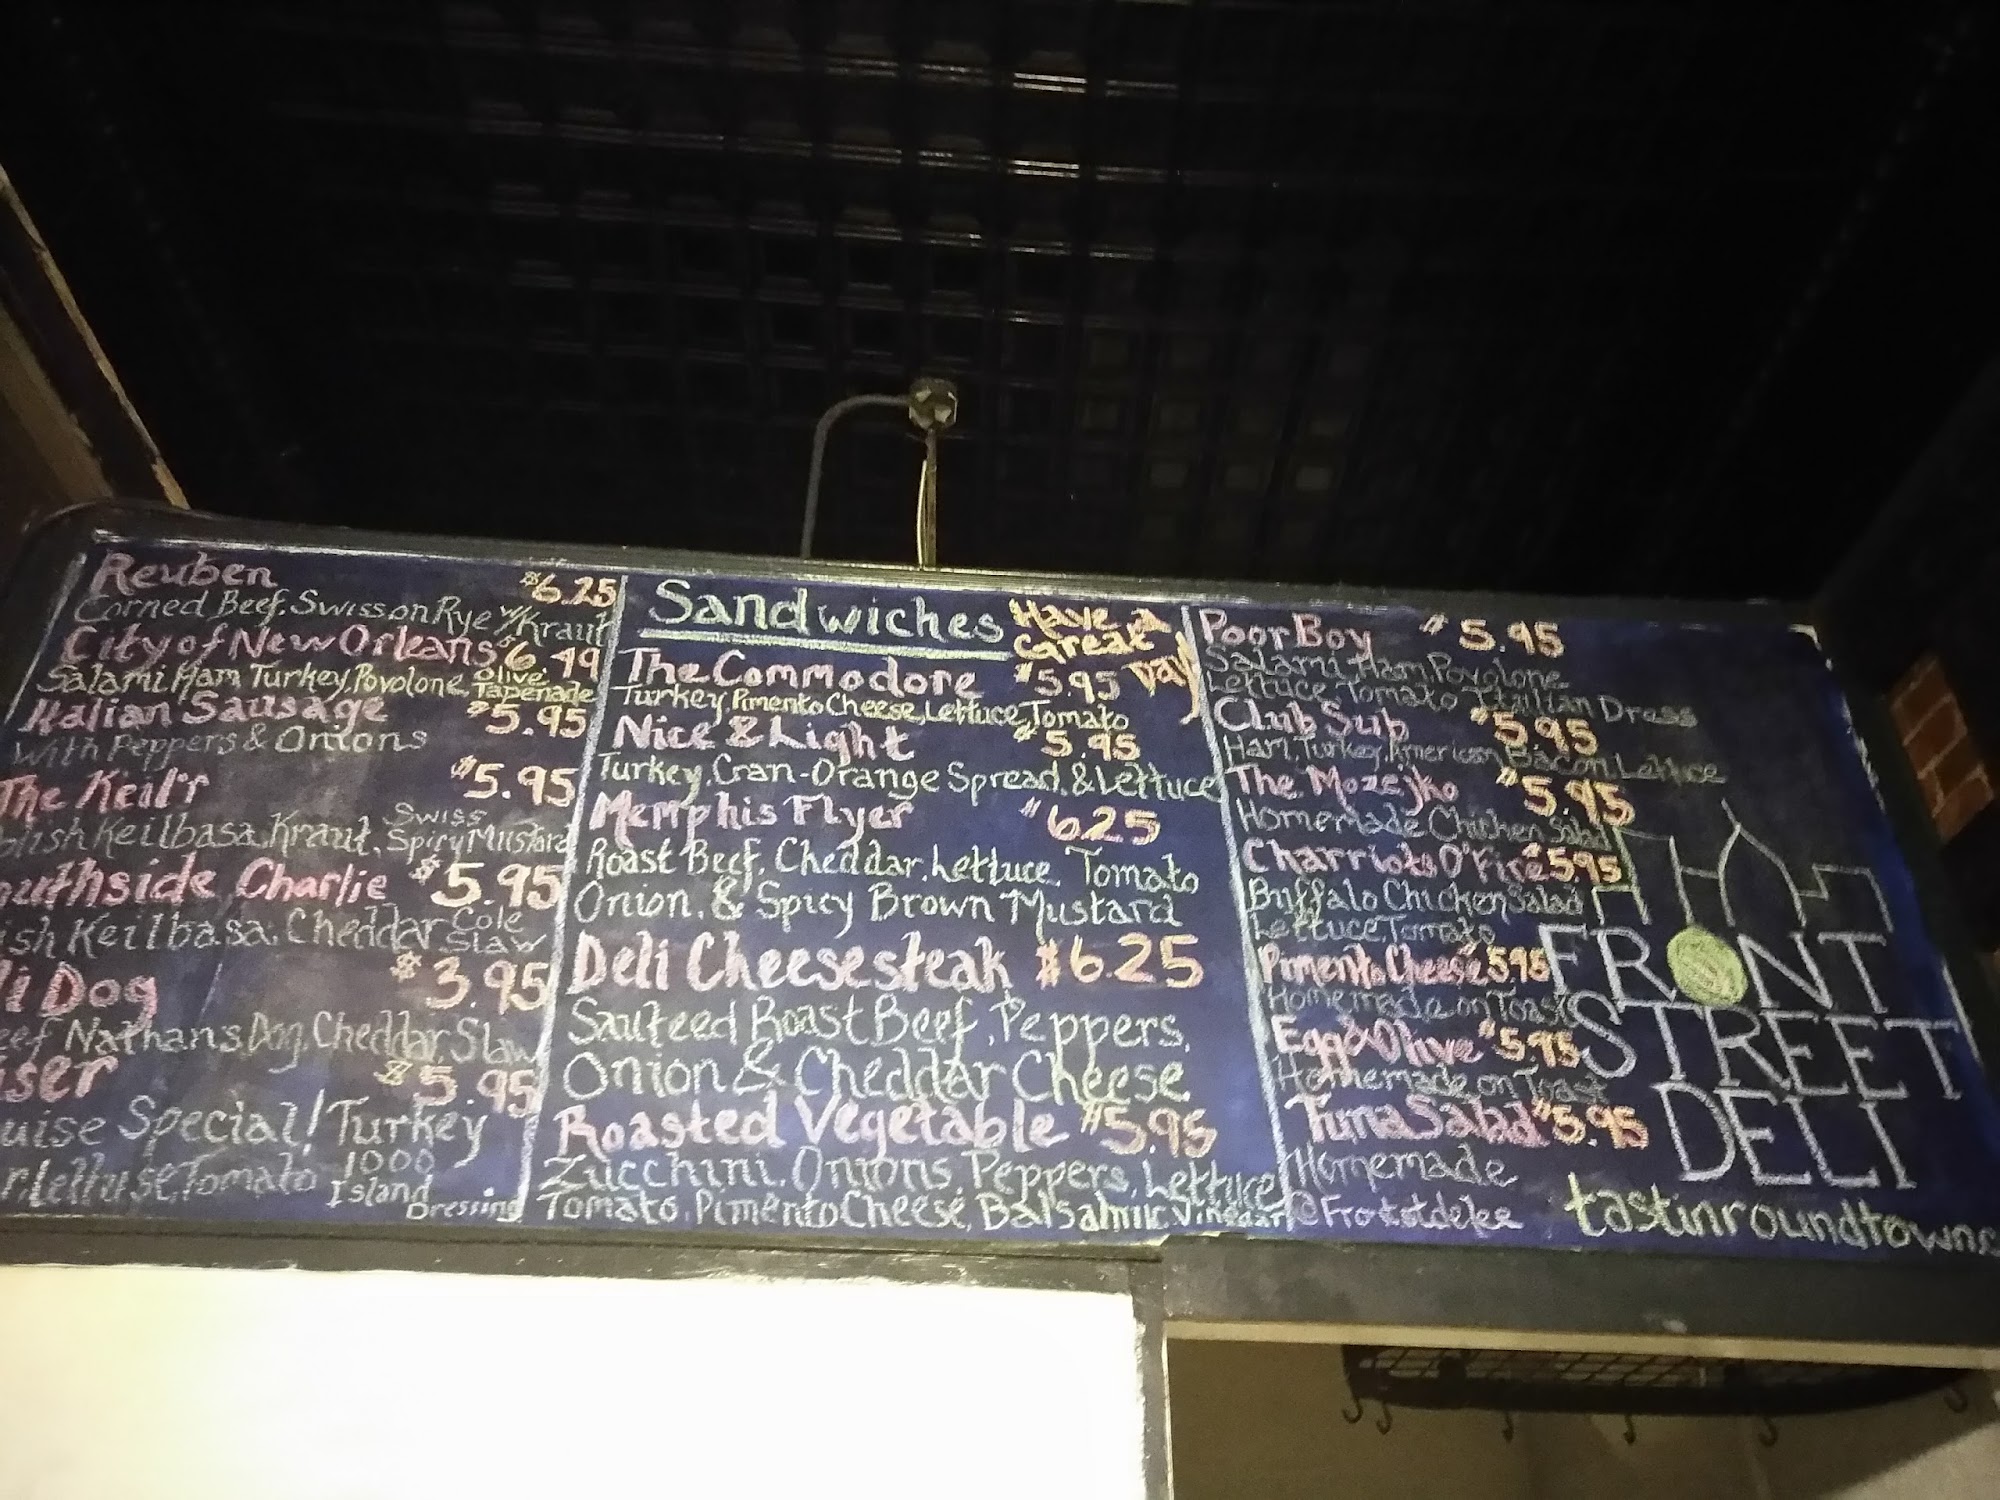 Reuben $6.25
Corned Beef, Swiss on Rye w/Kraut
City of New Orleans $6.49
Salami Ham Turkey, Povolone Olive Tapenade
Italian Sausage $5.95
With Peppers & Onions
The Keil'r $5.95
olish Keilbasa, Kraut, Swiss Spicy Mustard
outhside Charlie $5.95
ish Keilbasa, Cheddar Cole Slaw
li Dog $3.95
eef Nathans Dog, Cheddar, Slaw
iser $5.95
uise Special! Turkey
r, Lettuse, Tomato 1000 Island Dressing
Sandwiches
Have a Great Day!
The Commodore $5.95
Turkey, Pimento Cheese, Lettuce, Tomato
Nice & Light $5.95
Turkey, Cran-Orange Spread, & Lettuce
Memphis Flyer $6.25
Roast Beef, Cheddar, Lettuce, Tomato
Onion, & Spicy Brown Mustard
Deli Cheesesteak $6.25
Sauteed Roast Beef, Peppers,
Onion & Cheddar Cheese
Roasted Vegetable $5.95
Zucchini, Onions, Peppers, Lettuce
Tomato, Pimento Cheese, Balsamic Vinegar
Poor Boy $5.95
Salami, Ham, Povolone
Lettuce, Tomato Italian Dress
Club Sub $5.95
Ham, Turkey, American, Bacon, Lettuce
The Mozejko $5.95
Homemade Chicken Salad
Charriots O' Fire $5.95
Buffalo Chicken Salad
Lettuce, Tomato
Pimento Cheese $5.95
Homemade on Toast
Egg & Olive $5.95
Homemade on Toast
Tuna Salad $5.95
Homemade
FRONT
STREET
DELI
tastinroundtowns